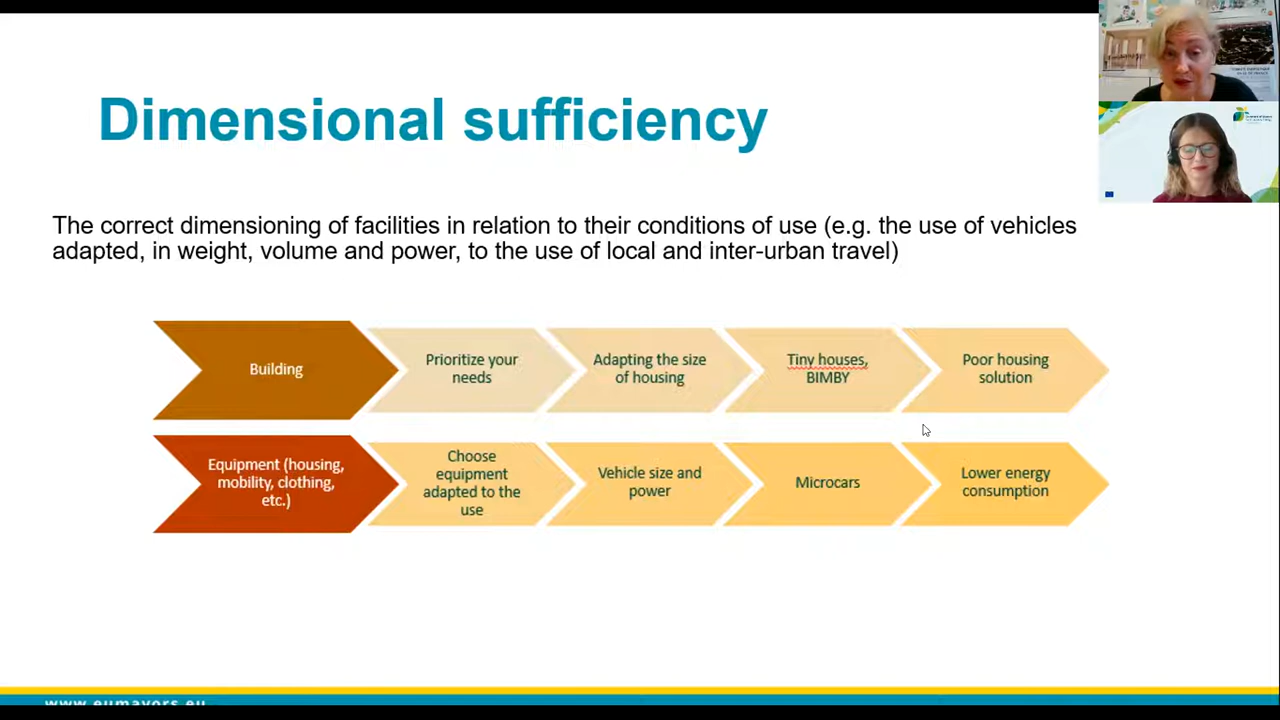 Dimensional sufficiency
The correct dimensioning of facilities in relation to their conditions of use (e.g. the use of vehicles
adapted, in weight, volume and power, to the use of local and inter-urban travel)
Building
Prioritize your
needs
Adapting the size
of housing
Tiny houses,
BIMBY
Poor housing
solution
Equipment (housing,
mobility, clothing,
etc.)
Choose
equipment
adapted to the
use
Vehicle size and
power
Microcars
Lower energy
consumption
www.eumayors.eu